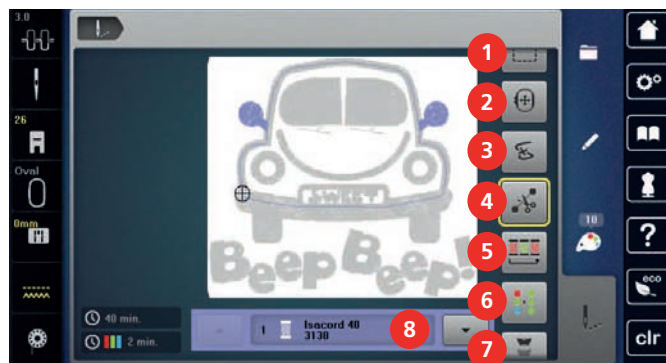 3.0
26
Oval
0mm
SWEET
Beep Beep!
40 min.
2 min.
1 Isacord 40
3130
1
2
3
4
5
6
7
8
10
?
eco
clr